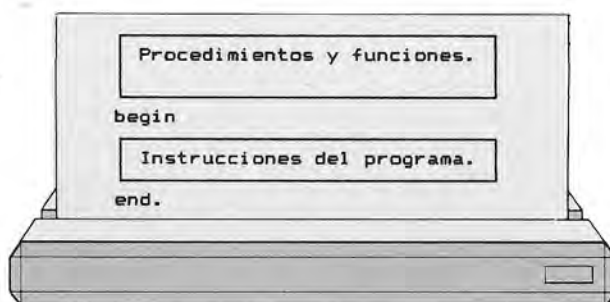 Procedimientos y funciones.
begin
Instrucciones del programa.
end.